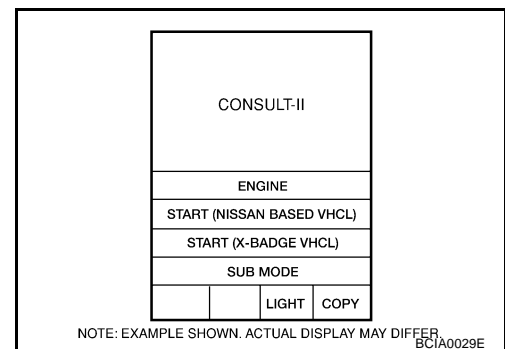 CONSULT-II
ENGINE
START (NISSAN BASED VHCL)
START (X-BADGE VHCL)
SUB MODE
LIGHT COPY
NOTE: EXAMPLE SHOWN. ACTUAL DISPLAY MAY DIFFER.
BCIA0029E